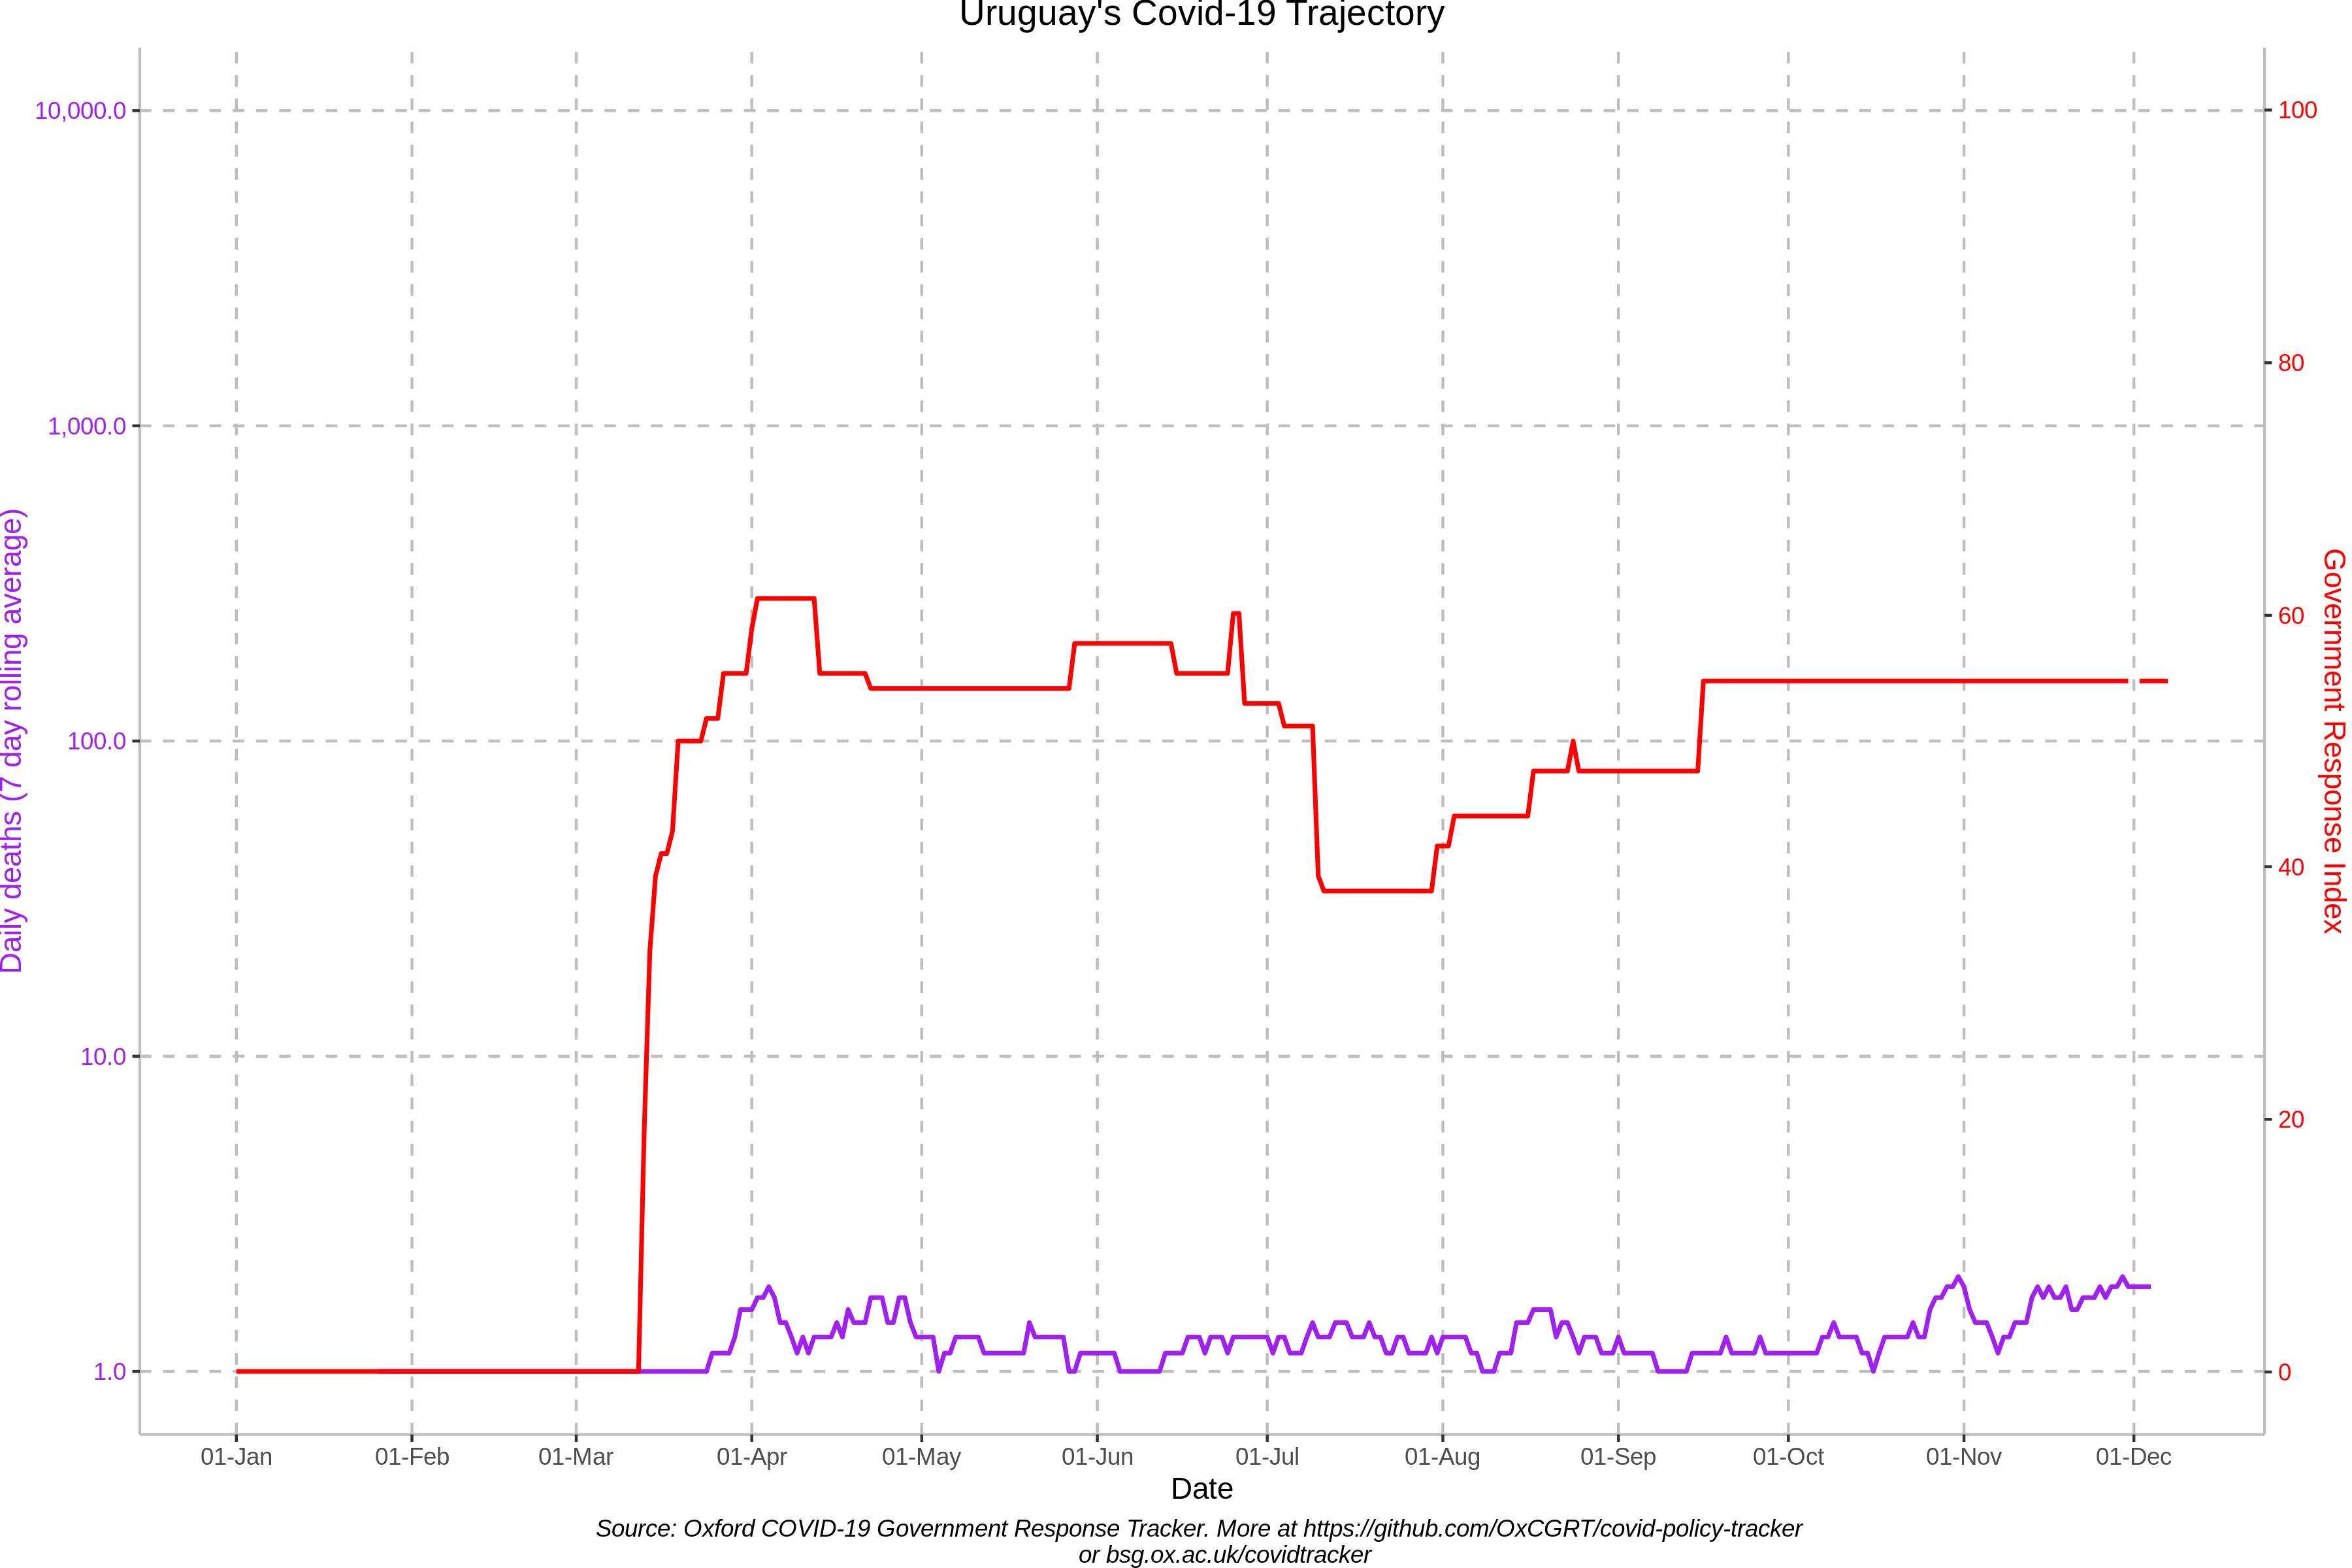 Uruguay's Covid-19 Trajectory
10,000.0
1,000.0
100.0
10.0
1.0
Daily deaths (7 day rolling average)
100
80
60
40
20
0
Government Response Index
01-Jan 01-Feb 01-Mar 01-Apr 01-May 01-Jun 01-Jul 01-Aug 01-Sep 01-Oct 01-Nov 01-Dec
Date
Source: Oxford COVID-19 Government Response Tracker. More at https://github.com/OxCGRT/covid-policy-tracker
or bsg.ox.ac.uk/covidtracker